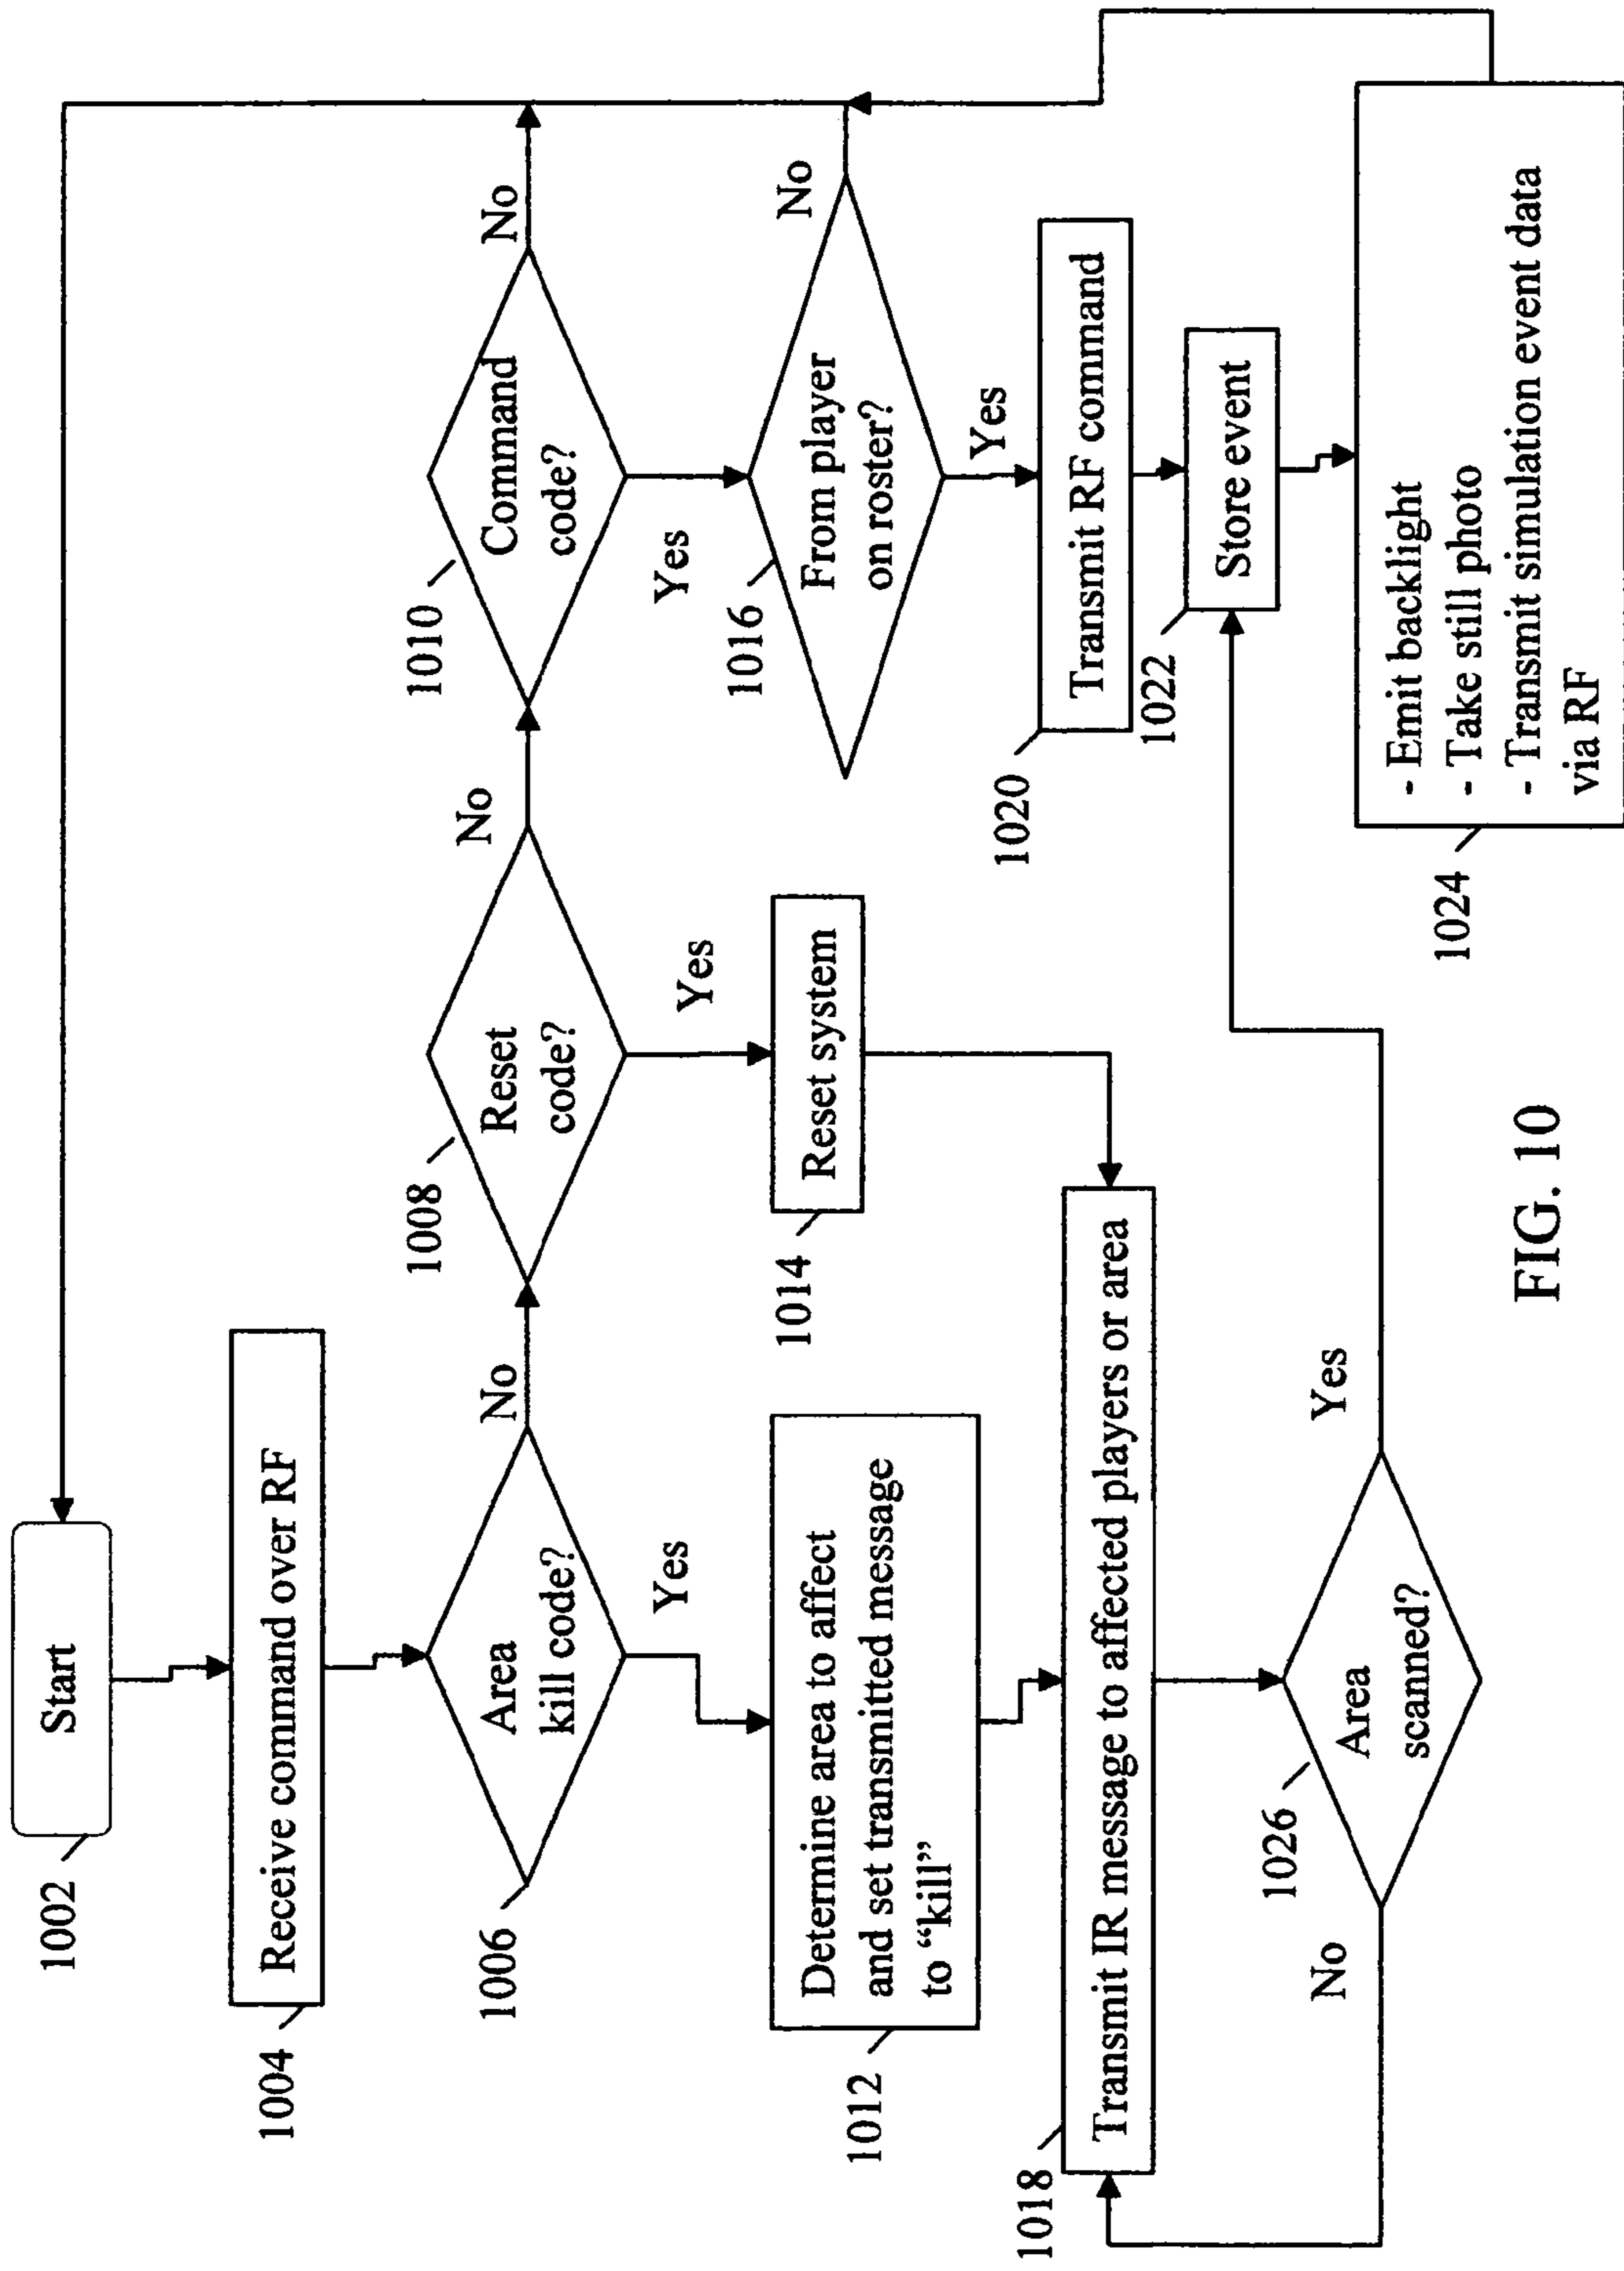 1002
Start
1004
Receive command over RF
1006
Area
kill code?
No
Yes
1008
Reset
code?
No
Yes
1010
Command
code?
No
Yes
1012
Determine area to affect
and set transmitted message
to “kill”
1014
Reset system
1016
From player
on roster?
No
Yes
1018
Transmit IR message to affected players or area
1020
Transmit RF command
1022
Store event
1026
Area
scanned?
No
Yes
1024
- Emit backlight
- Take still photo
- Transmit simulation event data
via RF
FIG. 10